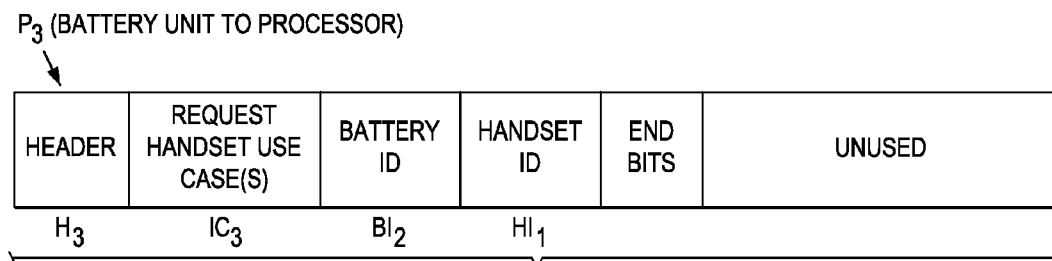 P3 (BATTERY UNIT TO PROCESSOR)
HEADER
REQUEST
HANDSET USE
CASE(S)
BATTERY
ID
HANDSET
ID
END
BITS
UNUSED
H3 IC3 BI2 HI1